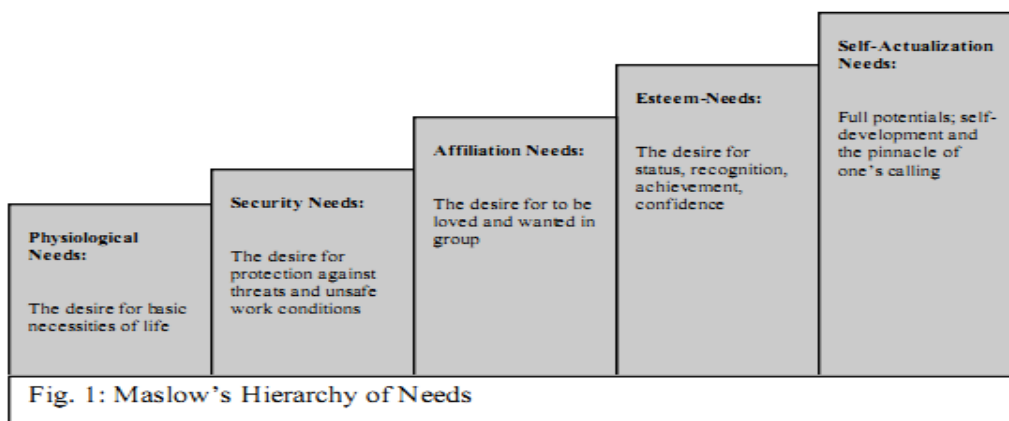 Physiological
Needs:
The desire for basic
necessities of life
Security Needs:
The desire for
protection against
threats and unsafe
work conditions
Affiliation Needs:
The desire for to be
loved and wanted in
group
Esteem-Needs:
The desire for
status, recognition,
achievement,
confidence
Self-Actualization
Needs:
Full potentials; self-
development and
the pinnacle of
one's calling
Fig. 1: Maslow's Hierarchy of Needs